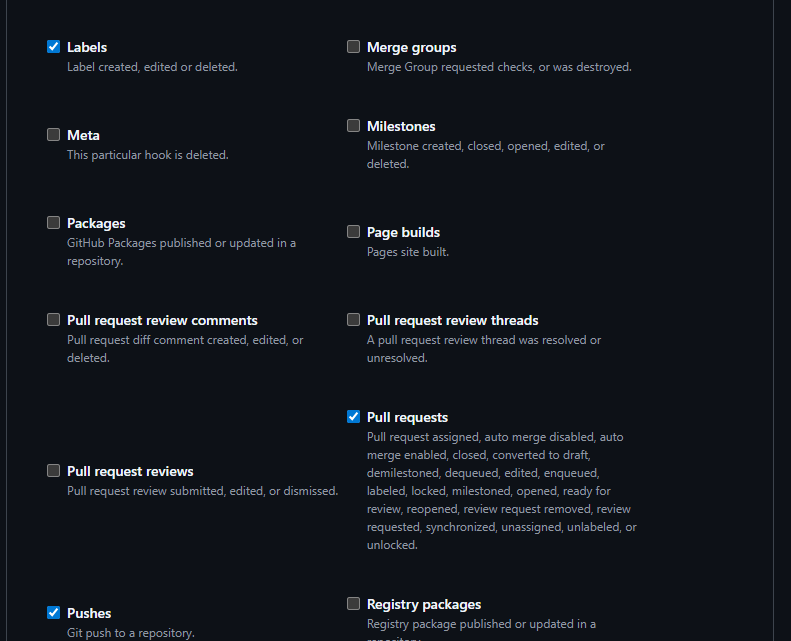 Labels
Label created, edited or deleted.
Merge groups
Merge Group requested checks, or was destroyed.
Meta
This particular hook is deleted.
Milestones
Milestone created, closed, opened, edited, or
deleted.
Packages
GitHub Packages published or updated in a
repository.
Page builds
Pages site built.
Pull request review comments
Pull request diff comment created, edited, or
deleted.
Pull request review threads
A pull request review thread was resolved or
unresolved.
Pull request reviews
Pull request review submitted, edited, or dismissed.
Pull requests
Pull request assigned, auto merge disabled, auto
merge enabled, closed, converted to draft,
demilestoned, dequeued, edited, enqueued,
labeled, locked, milestoned, opened, ready for
review, reopened, review request removed, review
requested, synchronized, unassigned, unlabeled, or
unlocked.
Pushes
Git push to a repository.
Registry packages
Registry package published or updated in a
repository.